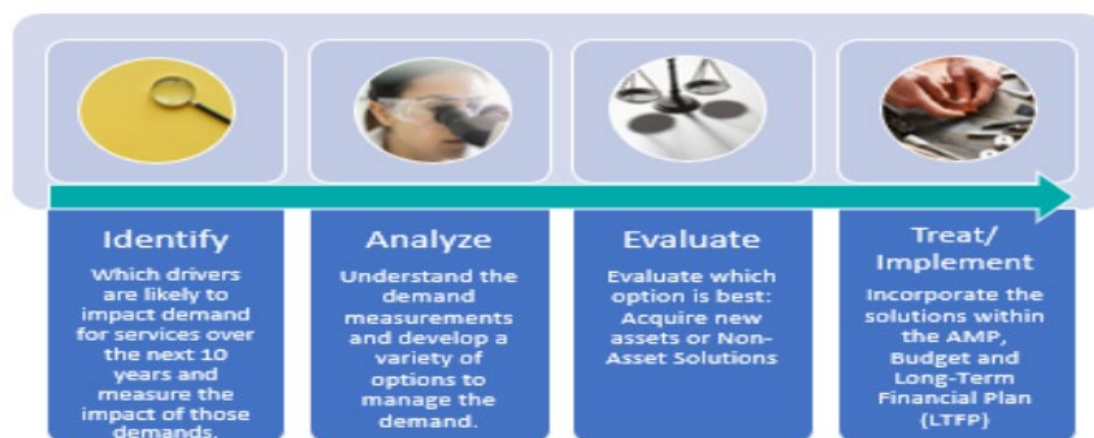 Identify
Which drivers
are likely to
impact demand
for services over
the next 10
years and
measure the
impact of those
demands.
Analyze
Understand the
demand
measurements
and develop a
variety of
options to
manage the
demand.
Evaluate
Evaluate which
option is best:
Acquire new
assets or Non-
Asset Solutions
Treat/
Implement
Incorporate the
solutions within
the AMP,
Budget and
Long-Term
Financial Plan
(LTFP)